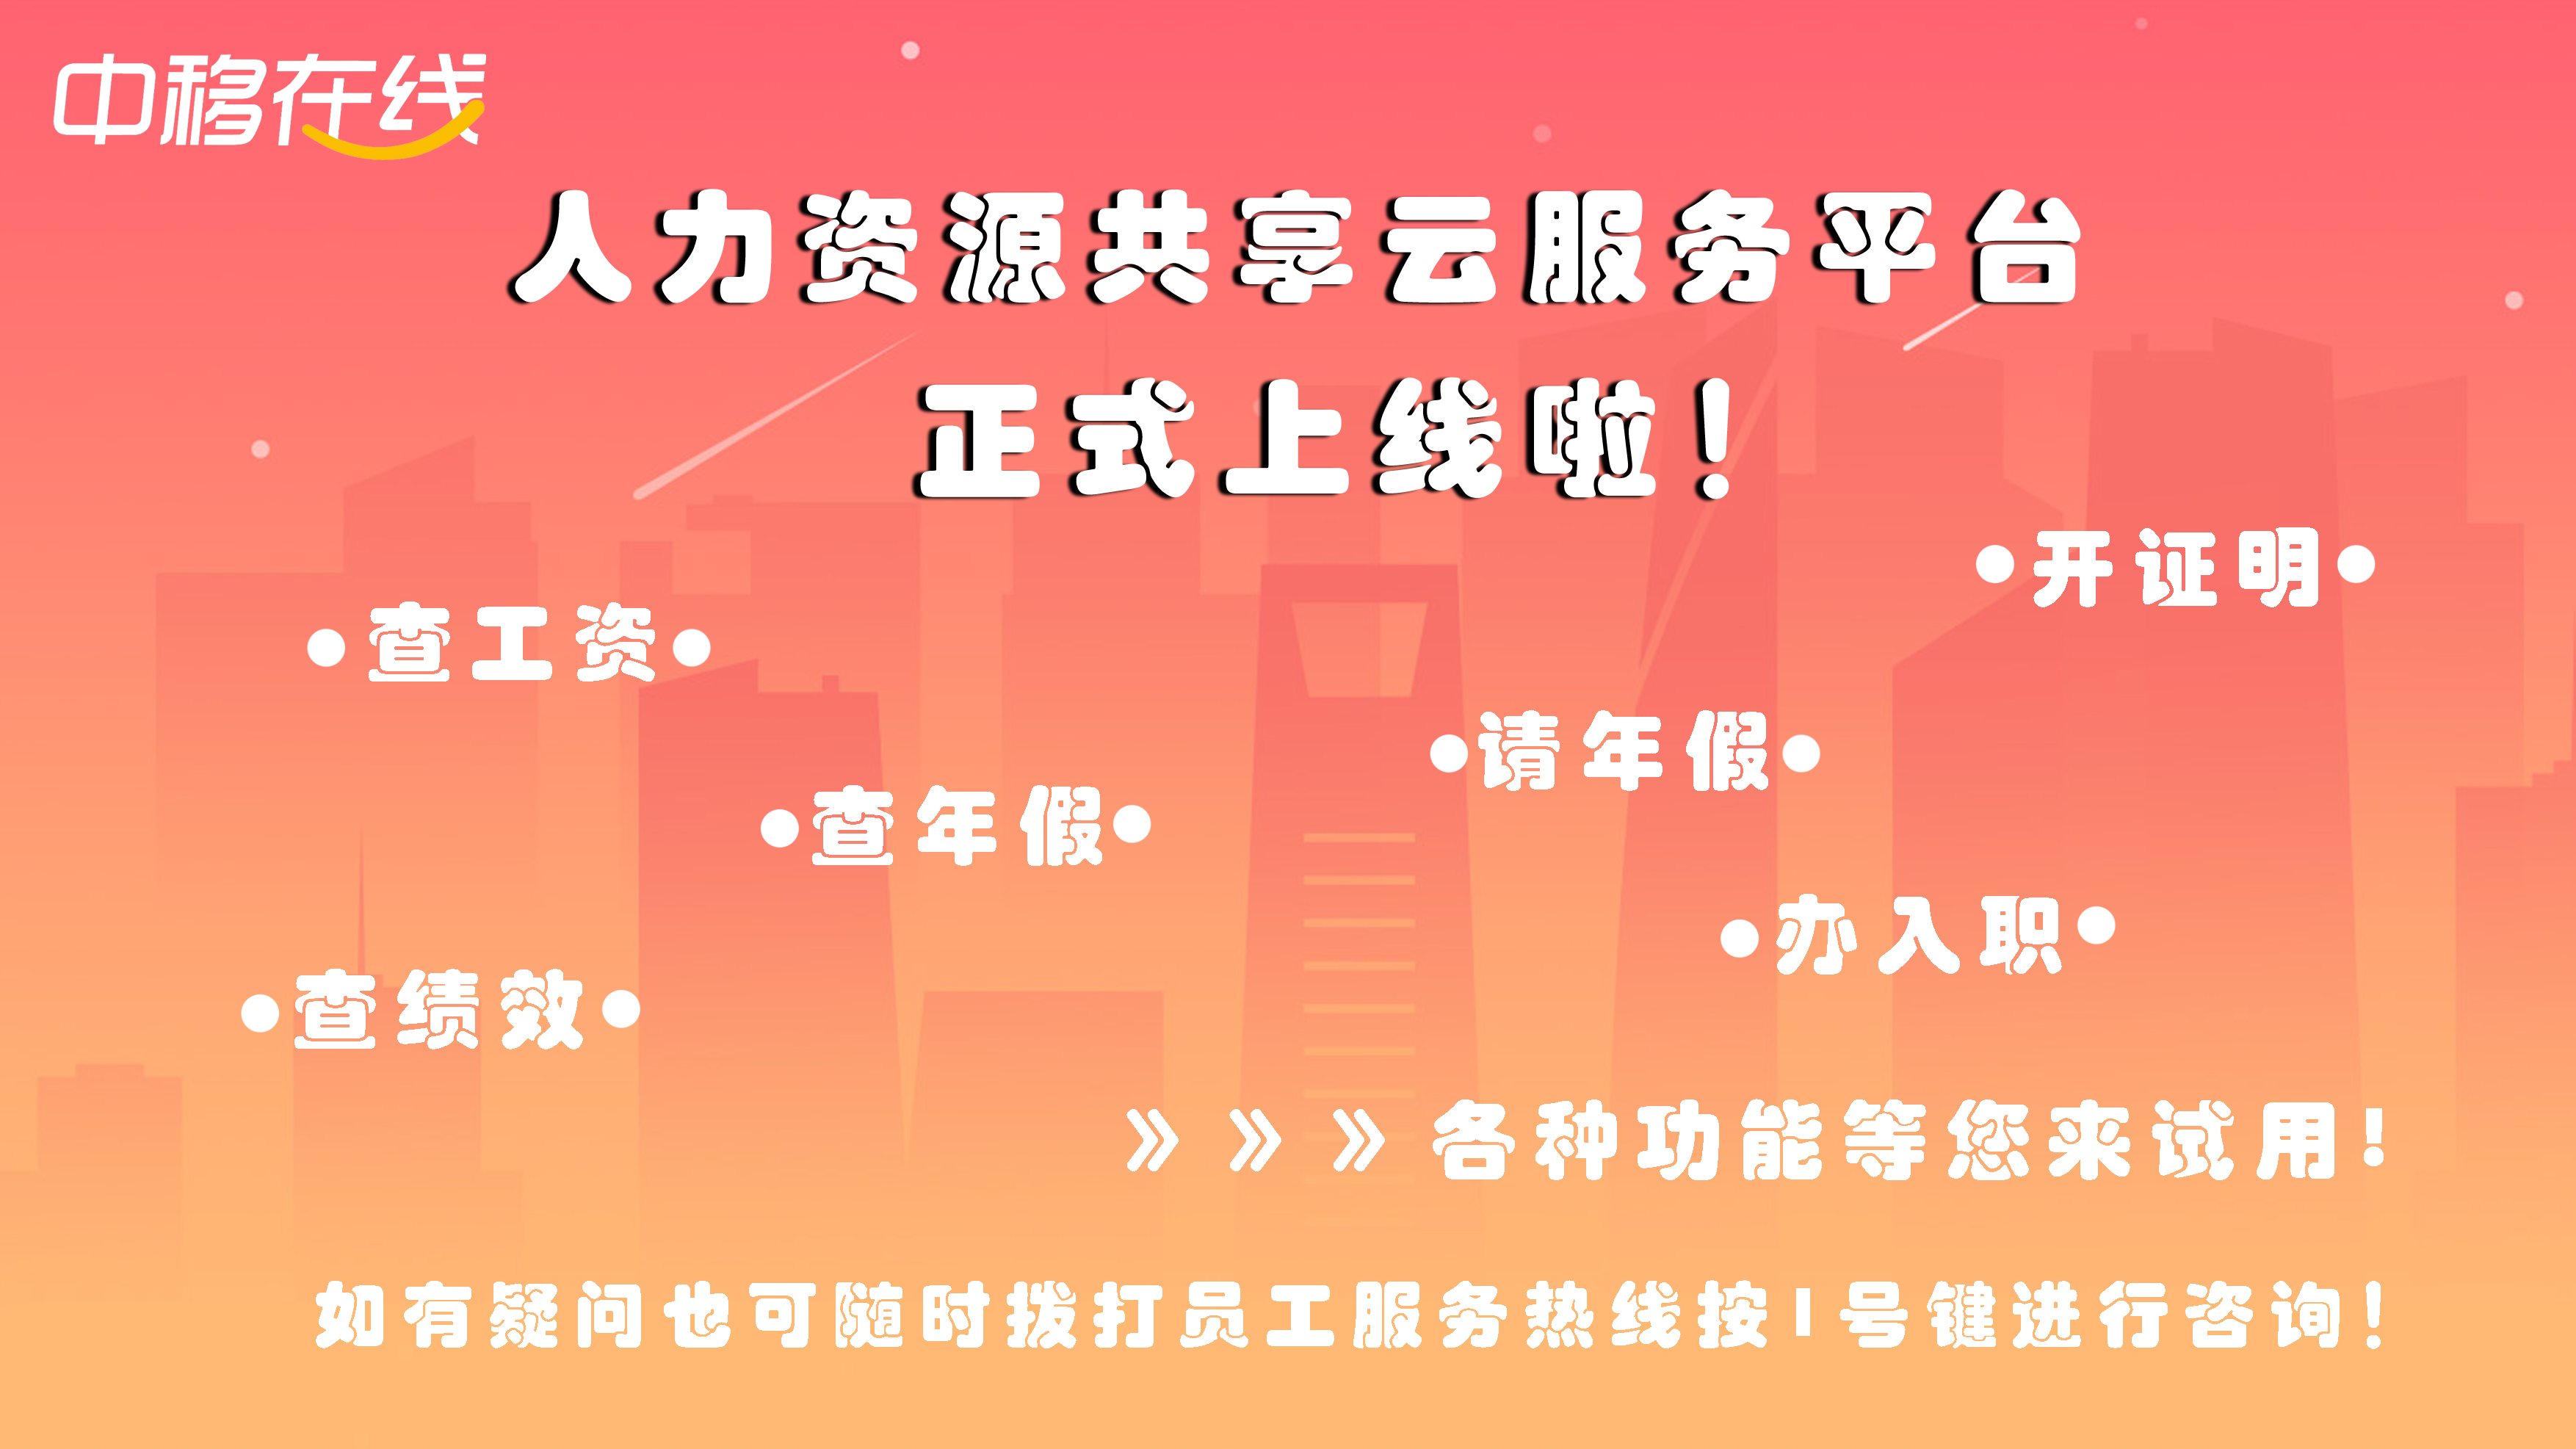 中移在线
人力资源共享云服务平台
正式上线啦！
•开证明•
•查工资•
•请年假•
•查年假•
•办入职•
•查绩效•
》》》各种功能等您来试用！
如有疑问也可随时拨打员工服务热线按1号键进行咨询！